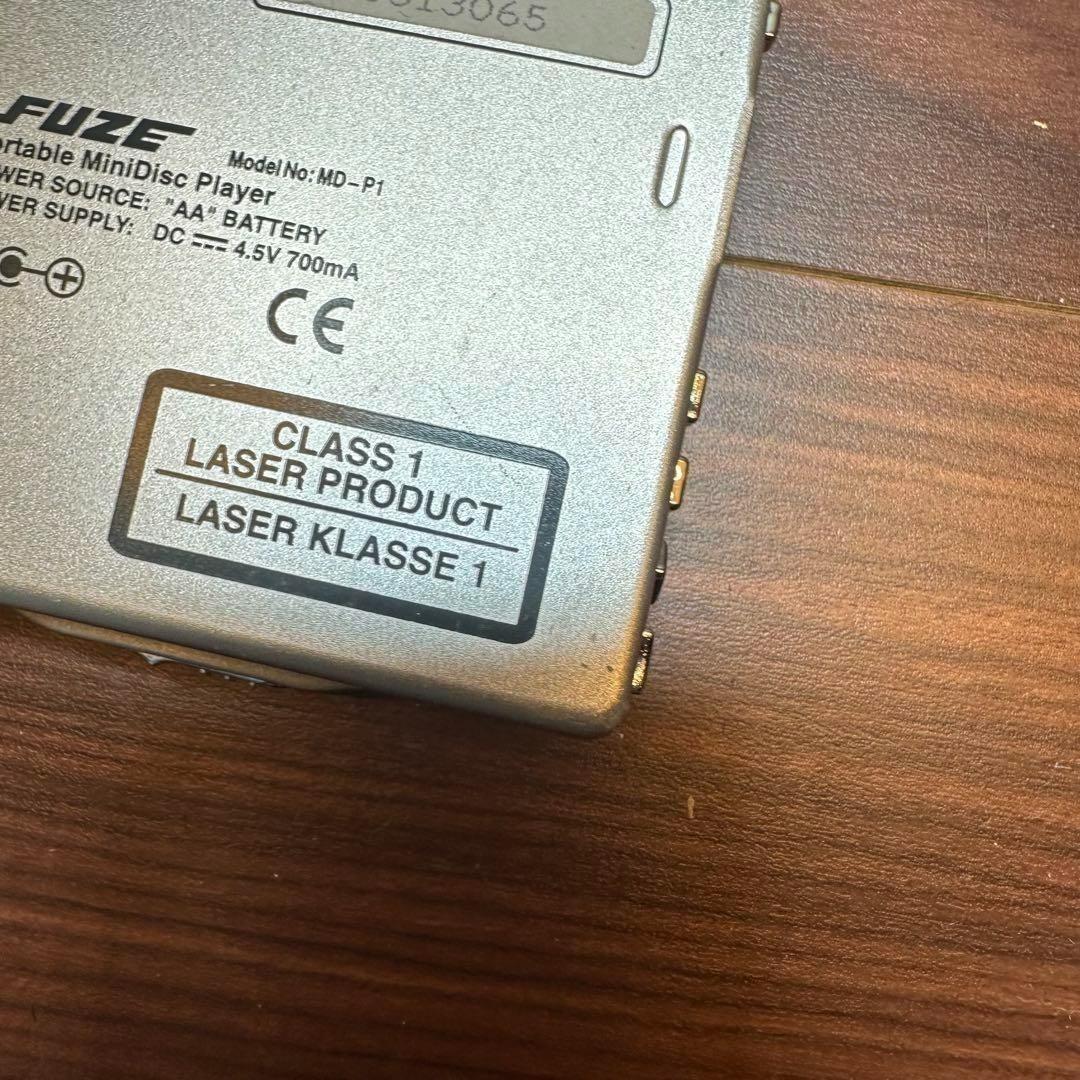 313065
FUZE
Model No: MD-P1
ortable MiniDisc Player
WER SOURCE: "AA" BATTERY
WER SUPPLY: DC 4.5V 700mA
CE
CLASS 1
LASER PRODUCT
LASER KLASSE 1